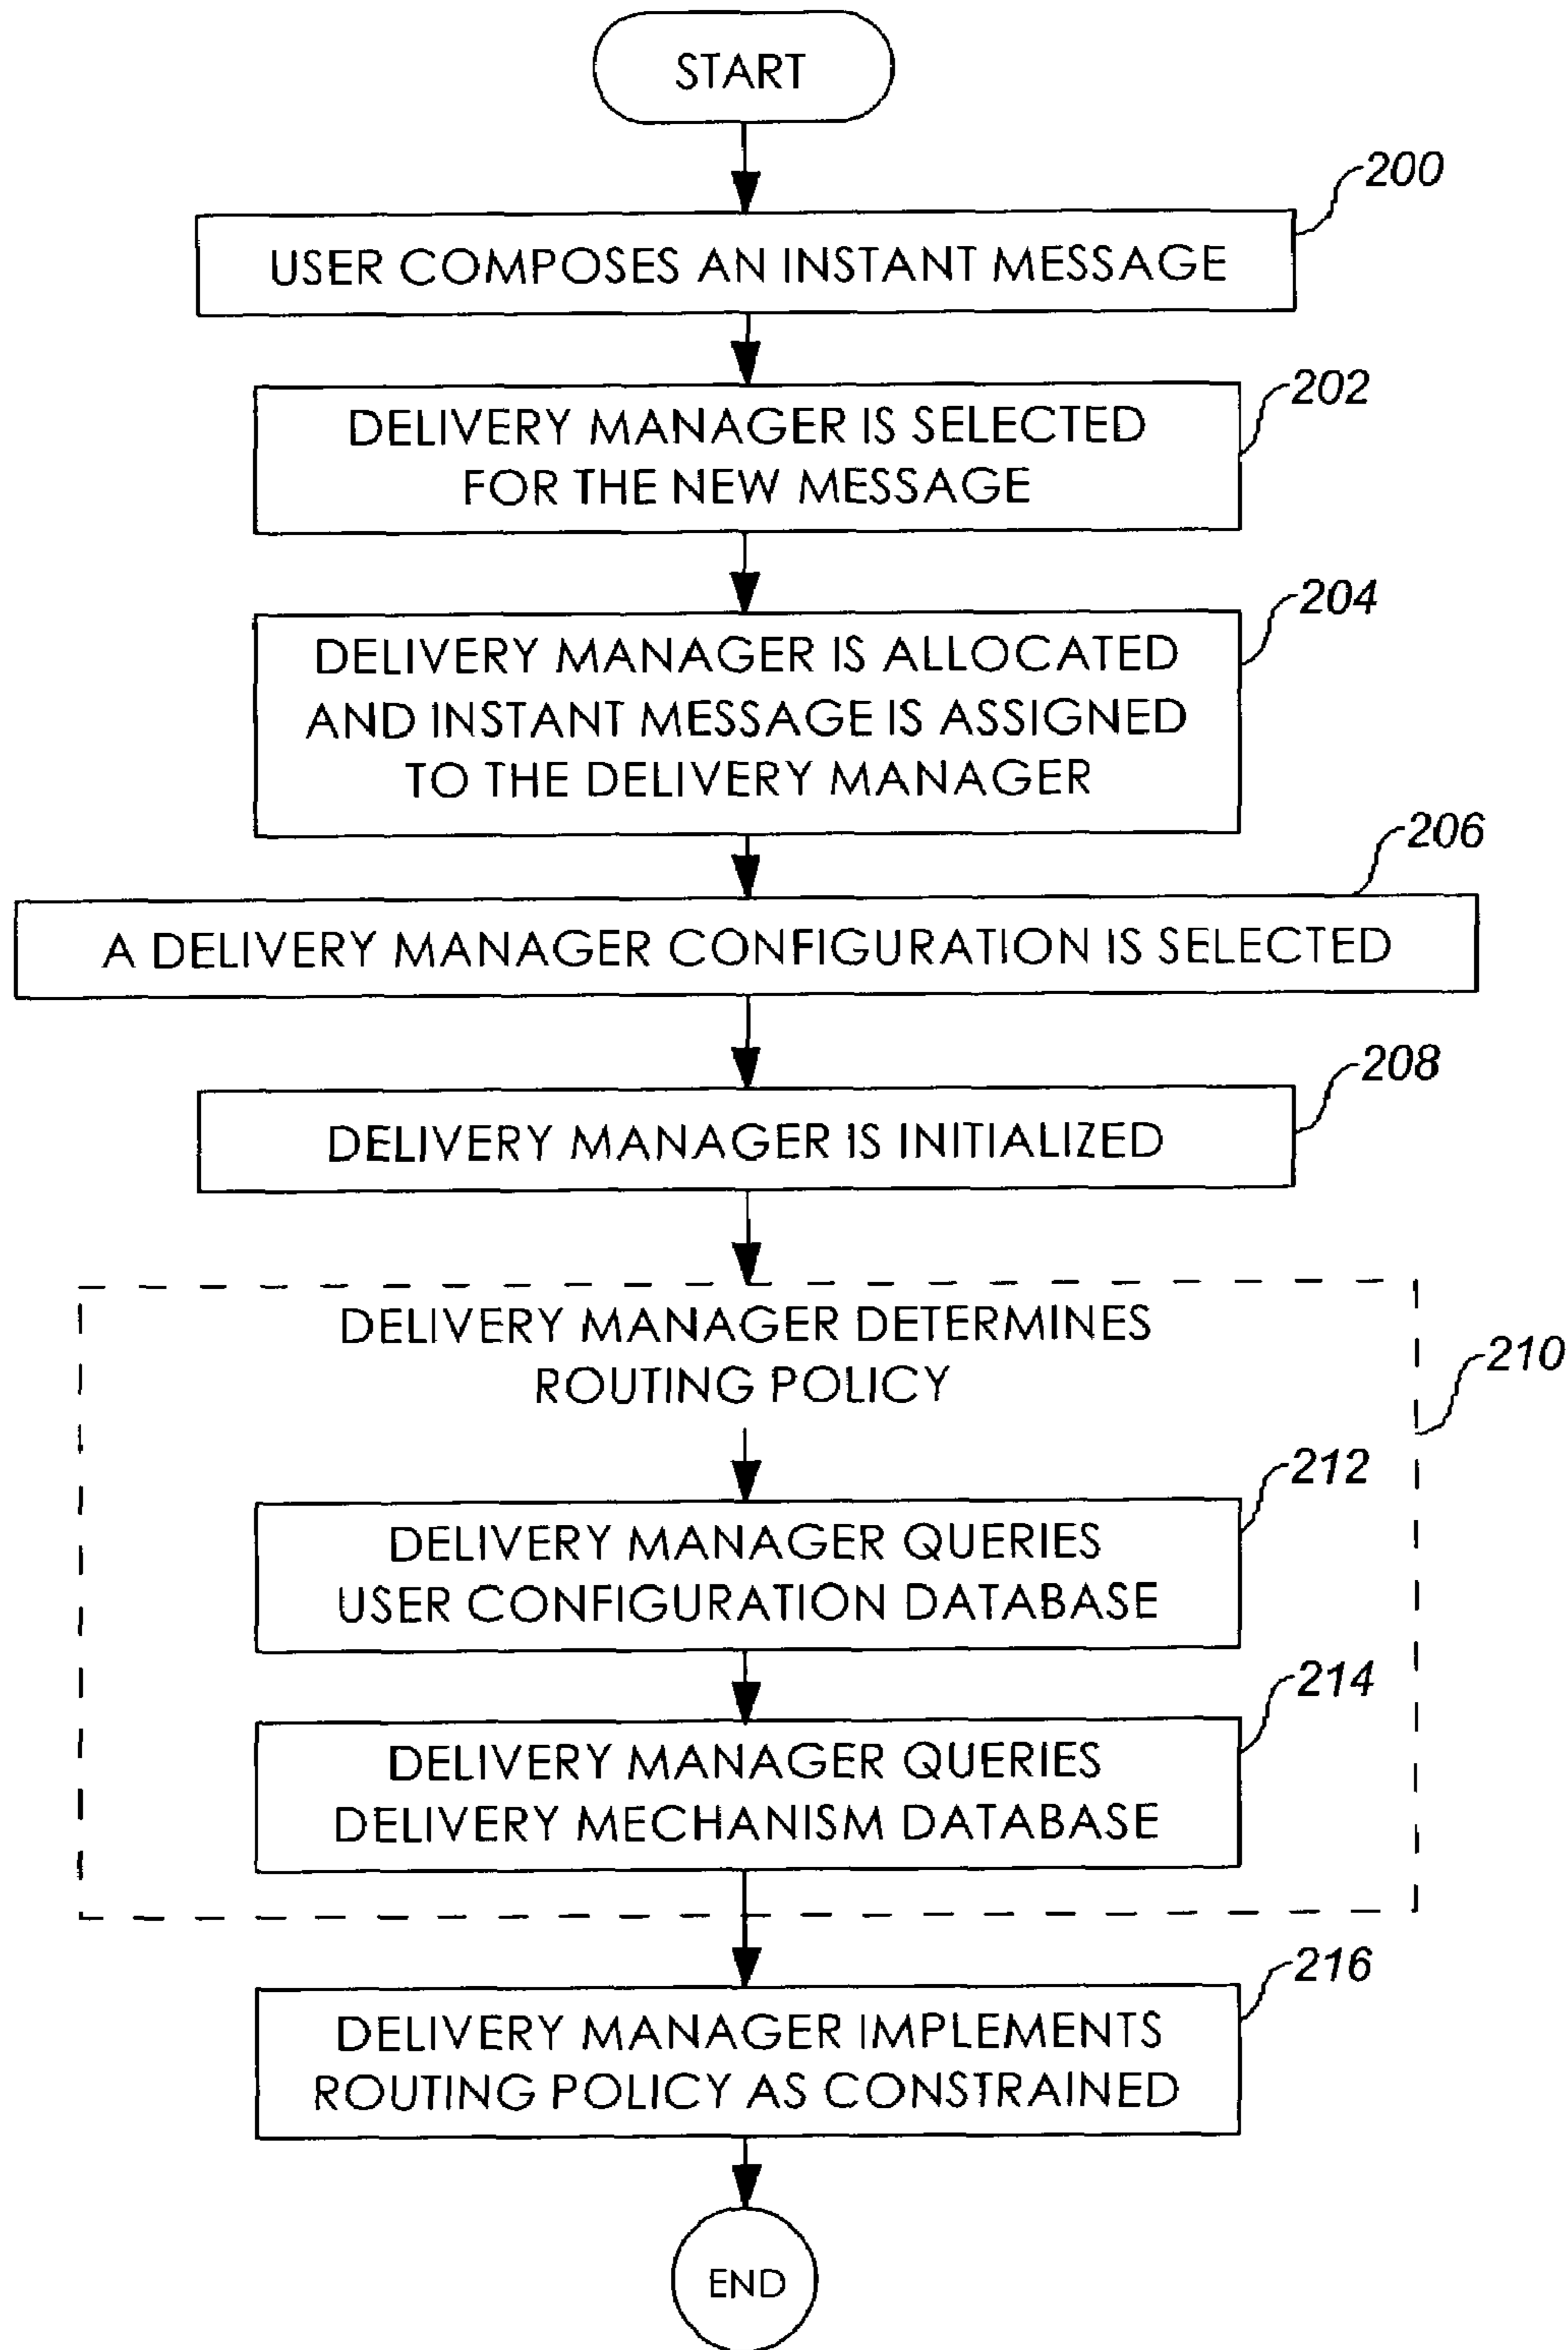 START
200
USER COMPOSES AN INSTANT MESSAGE
202
DELIVERY MANAGER IS SELECTED
FOR THE NEW MESSAGE
204
DELIVERY MANAGER IS ALLOCATED
AND INSTANT MESSAGE IS ASSIGNED
TO THE DELIVERY MANAGER
206
A DELIVERY MANAGER CONFIGURATION IS SELECTED
208
DELIVERY MANAGER IS INITIALIZED
DELIVERY MANAGER DETERMINES
ROUTING POLICY
210
212
DELIVERY MANAGER QUERIES
USER CONFIGURATION DATABASE
214
DELIVERY MANAGER QUERIES
DELIVERY MECHANISM DATABASE
216
DELIVERY MANAGER IMPLEMENTS
ROUTING POLICY AS CONSTRAINED
END